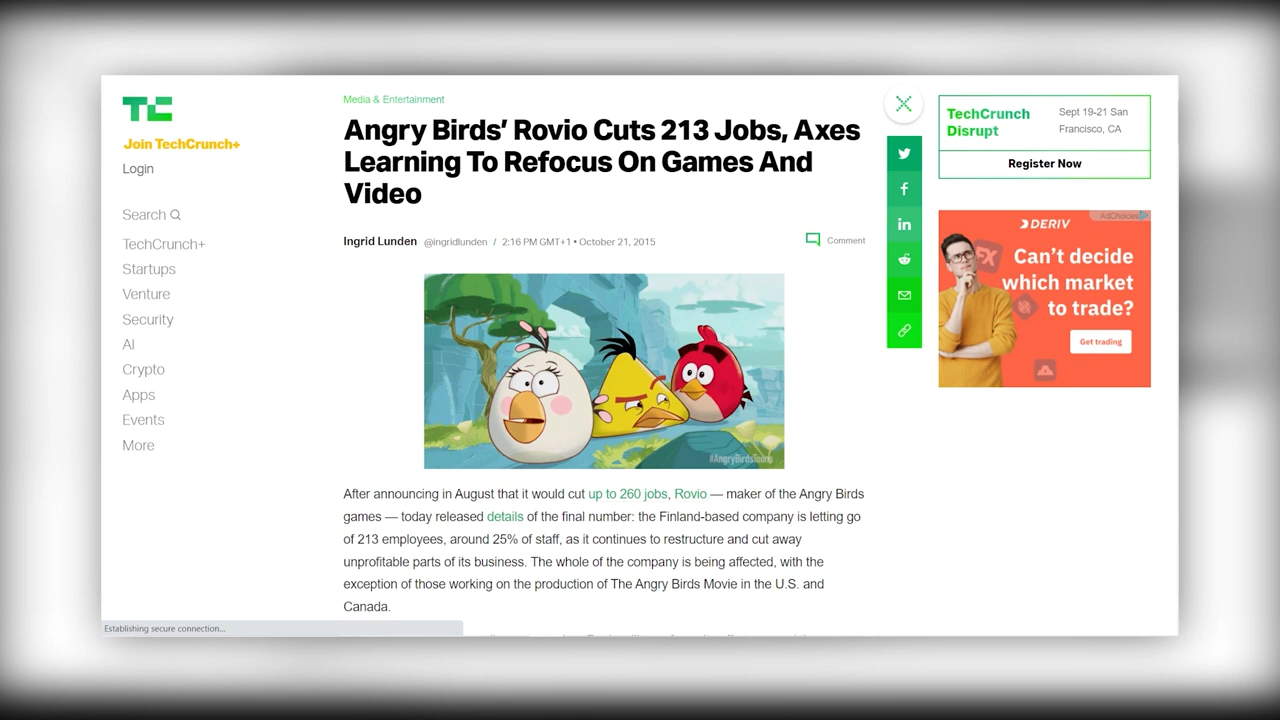 TC
Join TechCrunch+
Login
Search
TechCrunch+
Startups
Venture
Security
AI
Crypto
Apps
Events
More
Media & Entertainment
Angry Birds’ Rovio Cuts 213 Jobs, Axes
Learning To Refocus On Games And
Video
Ingrid Lunden @ingridlunden / 2:16 PM GMT+1 • October 21, 2015
Comment
#AngryBirdsToons
After announcing in August that it would cut up to 260 jobs, Rovio — maker of the Angry Birds
games — today released details of the final number: the Finland-based company is letting go
of 213 employees, around 25% of staff, as it continues to restructure and cut away
unprofitable parts of its business. The whole of the company is being affected, with the
exception of those working on the production of The Angry Birds Movie in the U.S. and
Canada.
TechCrunch
Disrupt
Sept 19-21 San
Francisco, CA
Register Now
AdChoices
DERIV
FX
Can’t decide
which market
to trade?
Get trading
Establishing secure connection...